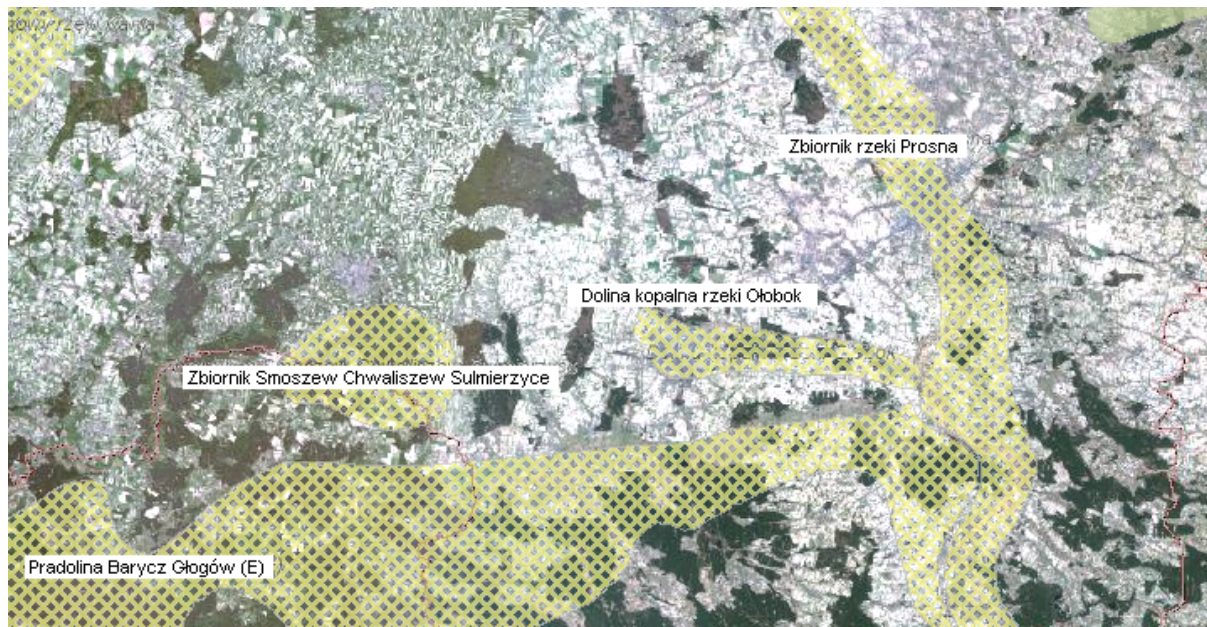 Zbiornik rzeki Prosna
Dolina kopalna rzeki Ołobok
Zbiornik Smoszew Chwaliszew Sulmierzyce
Pradolina Barycz Głogów (E)